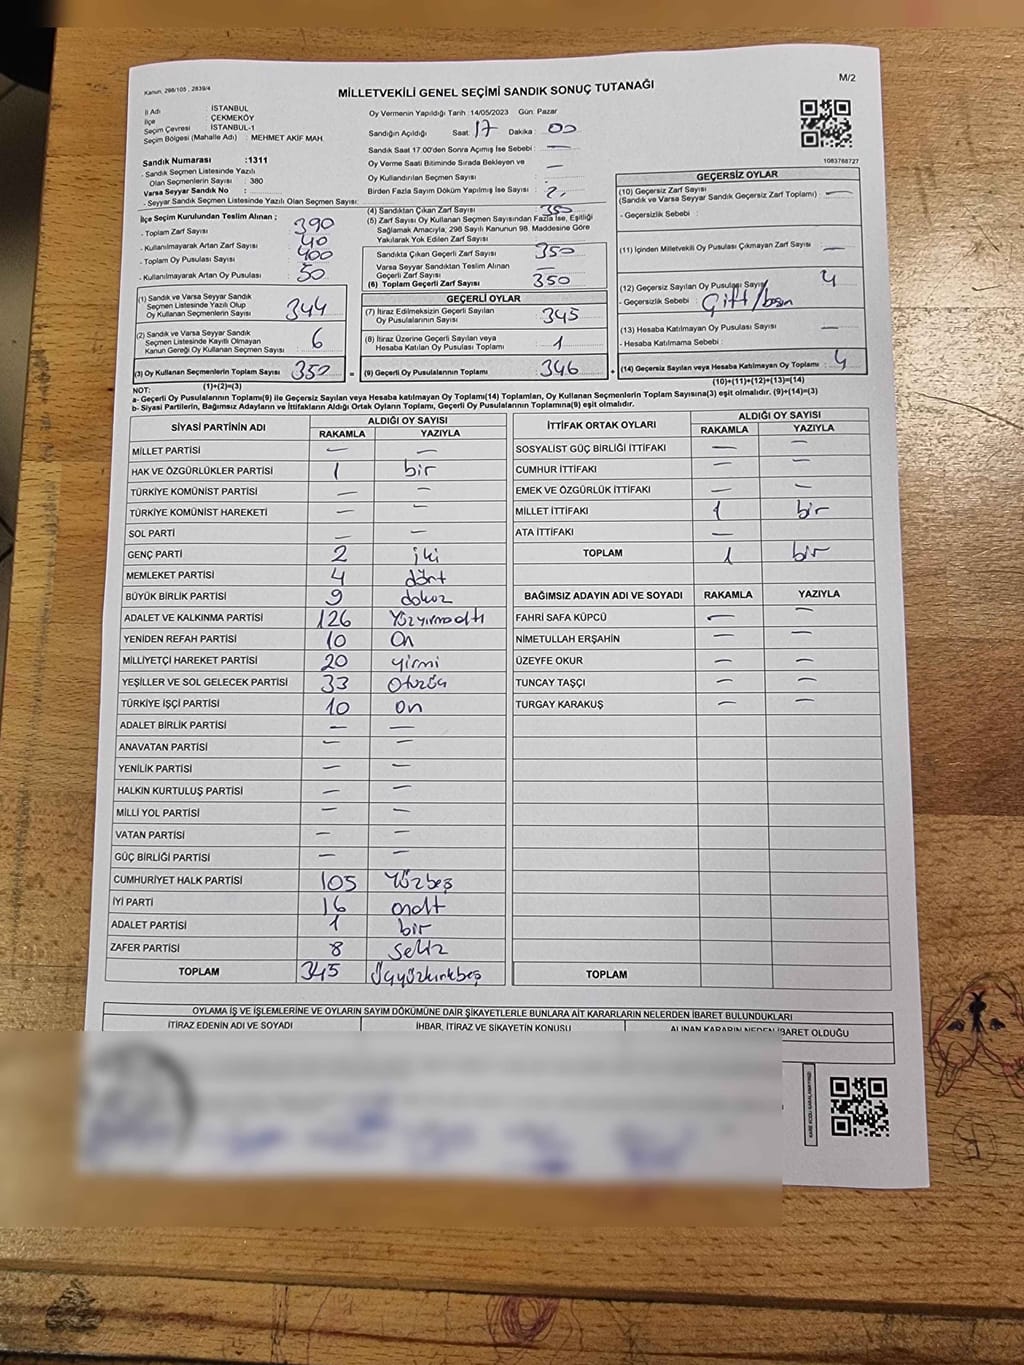 Kanun, 298/105 , 2839/4
M/2
MİLLETVEKİLİ GENEL SEÇİMİ SANDIK SONUÇ TUTANAĞI
İl Adı : İSTANBUL
İlçe : ÇEKMEKÖY
Seçim Çevresi : İSTANBUL-1
Seçim Bölgesi (Mahalle Adı) : MEHMET AKİF MAH.
Sandık Numarası :1311
- Sandık Seçmen Listesinde Yazılı
Olan Seçmenlerin Sayısı : 380
Varsa Seyyar Sandık No :
- Seyyar Sandık Seçmen Listesinde Yazılı Olan Seçmen Sayısı:
Oy Vermenin Yapıldığı Tarih :14/05/2023 Gün: Pazar
Sandığın Açıldığı Saat: 17 Dakika : 00
Sandık Saat 17.00'den Sonra Açımış İse Sebebi : —
Oy Verme Saati Bitiminde Sırada Bekleyen ve
Oy Kullandırılan Seçmen Sayısı : —
Birden Fazla Sayım Döküm Yapılmış İse Sayısı : 2,
1083768727
İlçe Seçim Kurulundan Teslim Alınan ;
- Toplam Zarf Sayısı : 390
- Kullanılmayarak Artan Zarf Sayısı : 40
- Toplam Oy Pusulası : 400
- Kullanılmayarak Artan Oy Pusulası : 50
(1) Sandık ve Varsa Seyyar Sandık
Seçmen Listesinde Yazılı Olup
Oy Kullanan Seçmenlerin Sayısı : 344
(2) Sandık ve Varsa Seyyar Sandık
Seçmen Listesinde Kayıtlı Olmayan
Kanun Gereği Oy Kullanan Seçmen Sayısı : 6
(3) Oy Kullanan Seçmenlerin Toplam Sayısı : 350
(4) Sandıktan Çıkan Zarf Sayısı : 350
(5) Zarf Sayısı Oy Kullanan Seçmen Sayısından Fazla İse, Eşitliği
Sağlamak Amacıyla, 298 Sayılı Kanunun 98. Maddesine Göre
Yakılarak Yok Edilen Zarf Sayısı :
Sandıkta Çıkan Geçerli Zarf Sayısı : 350
Varsa Seyyar Sandıktan Teslim Alınan
Geçerli Zarf Sayısı : —
(6) Toplam Geçerli Zarf Sayısı : 350
GEÇERLİ OYLAR
(7) İtiraz Edilmeksizin Geçerli Sayılan
Oy Pusulalarının Sayısı : 345
(8) İtiraz Üzerine Geçerli Sayılan veya
Hesaba Katılan Oy Pusulası Toplamı : 1
= (9) Geçerli Oy Pusulalarının Toplamı : 346
GEÇERSİZ OYLAR
(10) Geçersiz Zarf Sayısı
(Sandık ve Varsa Seyyar Sandık Geçersiz Zarf Toplamı) : —
- Geçersizlik Sebebi :
(11) İçinden Milletvekili Oy Pusulası Çıkmayan Zarf Sayısı : —
(12) Geçersiz Sayılan Oy Pusulası Sayısı : 4
- Geçersizlik Sebebi : Çift/basın
(13) Hesaba Katılmayan Oy Pusulası Sayısı : —
- Hesaba Katılmama Sebebi :
+ (14) Geçersiz Sayılan veya Hesaba Katılmayan Oy Toplamı : 4
NOT: (1)+(2)=(3)
(10)+(11)+(12)+(13)=(14)
a- Geçerli Oy Pusulalarının Toplamı(9) ile Geçersiz Sayılan veya Hesaba katılmayan Oy Toplamı(14) Toplamları, Oy Kullanan Seçmenlerin Toplam Sayısına(3) eşit olmalıdır. (9)+(14)=(3)
b- Siyasi Partilerin, Bağımsız Adayların ve İttifakların Aldığı Ortak Oyların Toplamı, Geçerli Oy Pusulalarının Toplamına(9) eşit olmalıdır.
SİYASİ PARTİNİN ADI ALDIĞI OY SAYISI
RAKAMLA YAZIYLA
MİLLET PARTİSİ — —
HAK VE ÖZGÜRLÜKLER PARTİSİ 1 bir
TÜRKİYE KOMÜNİST PARTİSİ — —
TÜRKİYE KOMÜNİST HAREKETİ — —
SOL PARTİ — —
GENÇ PARTİ 2 iki
MEMLEKET PARTİSİ 4 dört
BÜYÜK BİRLİK PARTİSİ 9 dokuz
ADALET VE KALKINMA PARTİSİ 126 Yüzyirmialtı
YENİDEN REFAH PARTİSİ 10 On
MİLLİYETÇİ HAREKET PARTİSİ 20 yirmi
YEŞİLLER VE SOL GELECEK PARTİSİ 33 Otuzüç
TÜRKİYE İŞÇİ PARTİSİ 10 on
ADALET BİRLİK PARTİSİ — —
ANAVATAN PARTİSİ — —
YENİLİK PARTİSİ — —
HALKIN KURTULUŞ PARTİSİ — —
MİLLİ YOL PARTİSİ — —
VATAN PARTİSİ — —
GÜÇ BİRLİĞİ PARTİSİ — —
CUMHURİYET HALK PARTİSİ 105 Yüzbeş
İYİ PARTİ 16 onaltı
ADALET PARTİSİ 1 bir
ZAFER PARTİSİ 8 sekiz
TOPLAM 345 Üçyüzkırkbeş
İTTİFAK ORTAK OYLARI ALDIĞI OY SAYISI
RAKAMLA YAZIYLA
SOSYALİST GÜÇ BİRLİĞİ İTTİFAKI — —
CUMHUR İTTİFAKI — —
EMEK VE ÖZGÜRLÜK İTTİFAKI — —
MİLLET İTTİFAKI 1 bir
ATA İTTİFAKI —
TOPLAM 1 bir
BAĞIMSIZ ADAYIN ADI VE SOYADI RAKAMLA YAZIYLA
FAHRİ SAFA KÜPCÜ — —
NİMETULLAH ERŞAHİN — —
ÜZEYFE OKUR — —
TUNCAY TAŞÇI — —
TURGAY KARAKUŞ — —
TOPLAM
OYLAMA İŞ VE İŞLEMLERİNE VE OYLARIN SAYIM DÖKÜMÜNE DAİR ŞİKAYETLERLE BUNLARA AİT KARARLARIN NELERDEN İBARET BULUNDUKLARI
İTİRAZ EDENİN ADI VE SOYADI İHBAR, İTİRAZ VE ŞİKAYETİN KONUSU ALINAN KARARIN NEDEN İBARET OLDUĞU
KARE KODU KARALAMAYINIZ!